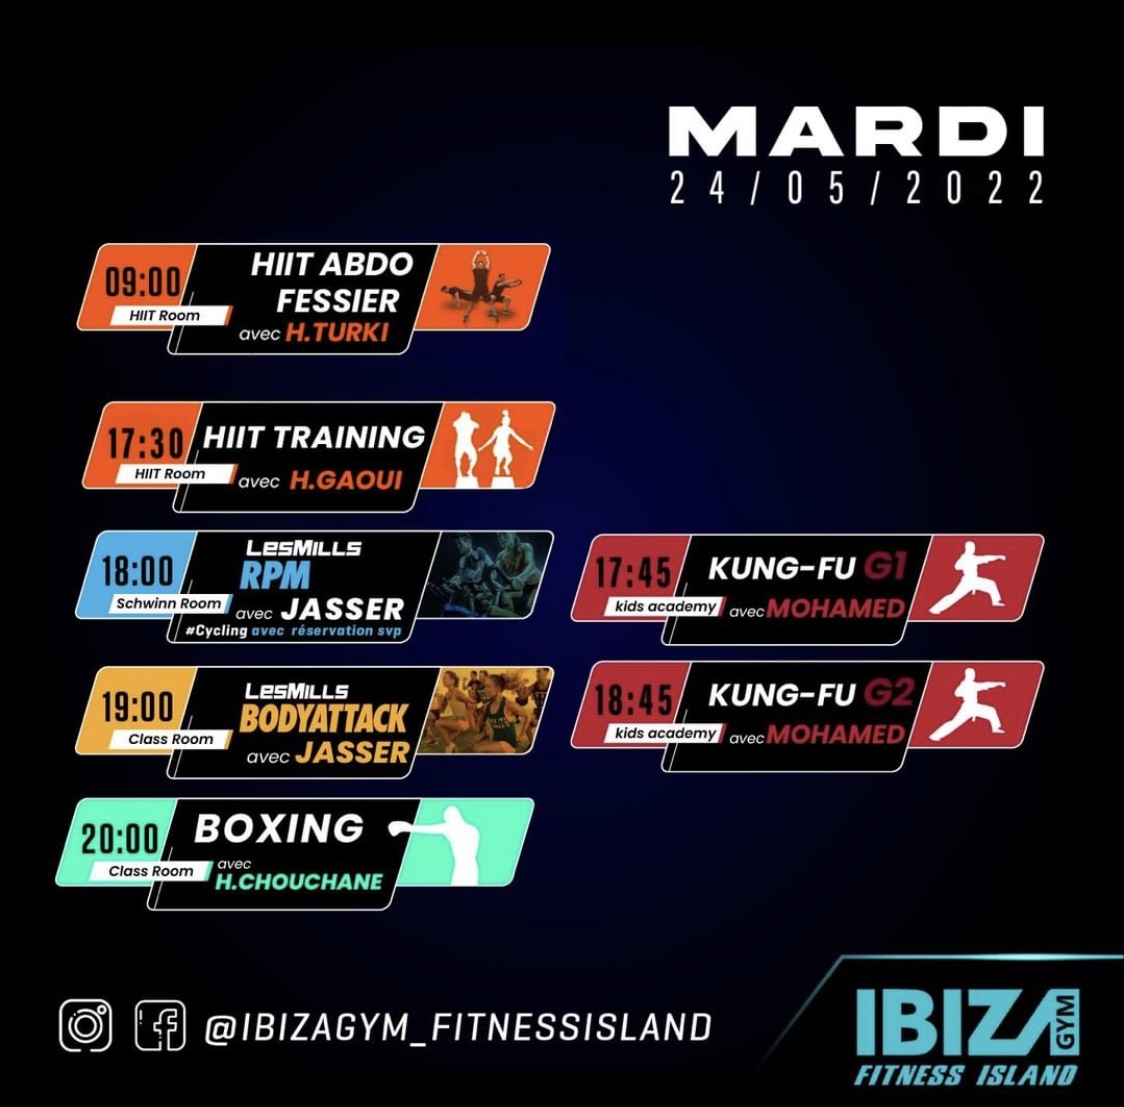 MARDI
24/05/2022
09:00
HIIT Room
HIIT ABDO
FESSIER
avec H.TURKI
17:30
HIIT Room
HIIT TRAINING
avec H.GAOUI
18:00
Schwinn Room
LesMills
RPM
avec JASSER
#Cycling avec réservation svp
19:00
Class Room
LesMills
BODYATTACK
avec JASSER
20:00
Class Room
BOXING
avec
H.CHOUCHANE
17:45
kids academy
KUNG-FU G1
avec MOHAMED
18:45
kids academy
KUNG-FU G2
avec MOHAMED
@IBIZAGYM_FITNESSISLAND
IBIZA
GYM
FITNESS ISLAND